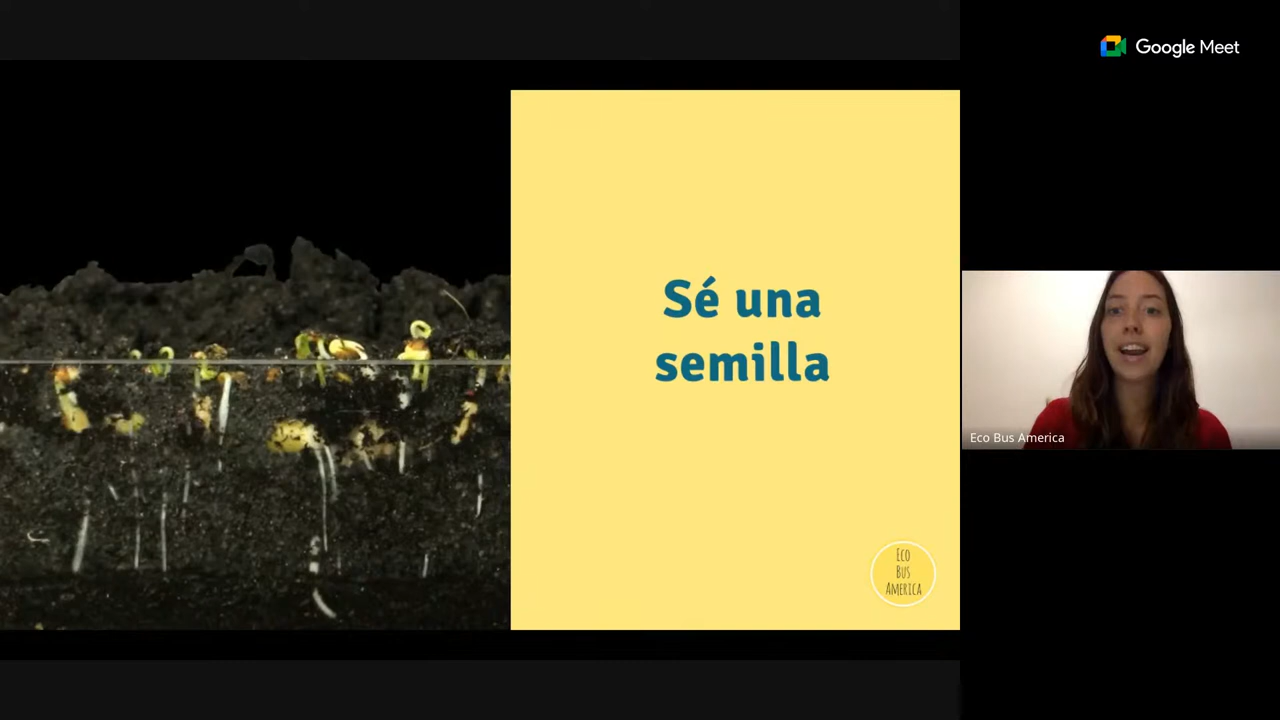 Google Meet
Sé una
semilla
Eco Bus America
ECO
BUS
AMERICA